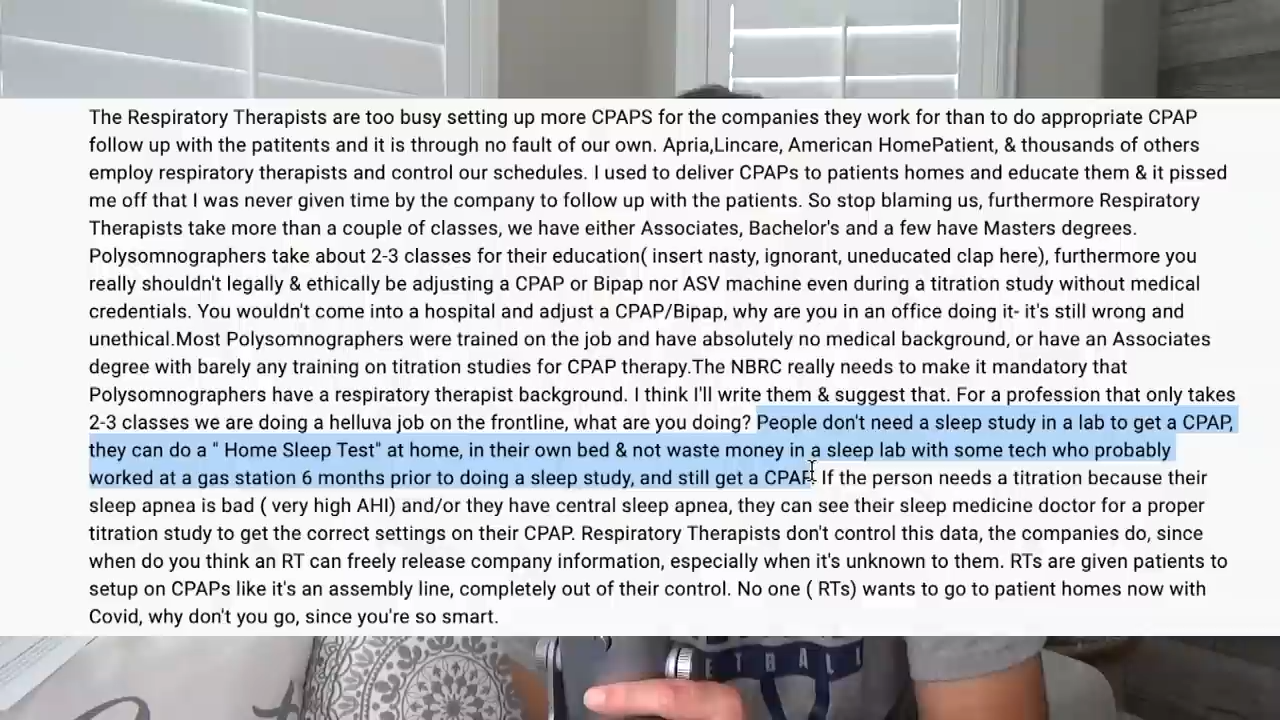 The Respiratory Therapists are too busy setting up more CPAPS for the companies they work for than to do appropriate CPAP
follow up with the patitents and it is through no fault of our own. Apria,Lincare, American HomePatient, & thousands of others
employ respiratory therapists and control our schedules. I used to deliver CPAPs to patients homes and educate them & it pissed
me off that I was never given time by the company to follow up with the patients. So stop blaming us, furthermore Respiratory
Therapists take more than a couple of classes, we have either Associates, Bachelor's and a few have Masters degrees.
Polysomnographers take about 2-3 classes for their education( insert nasty, ignorant, uneducated clap here), furthermore you
really shouldn't legally & ethically be adjusting a CPAP or Bipap nor ASV machine even during a titration study without medical
credentials. You wouldn't come into a hospital and adjust a CPAP/Bipap, why are you in an office doing it- it's still wrong and
unethical.Most Polysomnographers were trained on the job and have absolutely no medical background, or have an Associates
degree with barely any training on titration studies for CPAP therapy.The NBRC really needs to make it mandatory that
Polysomnographers have a respiratory therapist background. I think I'll write them & suggest that. For a profession that only takes
2-3 classes we are doing a helluva job on the frontline, what are you doing? People don't need a sleep study in a lab to get a CPAP,
they can do a " Home Sleep Test" at home, in their own bed & not waste money in a sleep lab with some tech who probably
worked at a gas station 6 months prior to doing a sleep study, and still get a CPAP. If the person needs a titration because their
sleep apnea is bad ( very high AHI) and/or they have central sleep apnea, they can see their sleep medicine doctor for a proper
titration study to get the correct settings on their CPAP. Respiratory Therapists don't control this data, the companies do, since
when do you think an RT can freely release company information, especially when it's unknown to them. RTs are given patients to
setup on CPAPs like it's an assembly line, completely out of their control. No one ( RTs) wants to go to patient homes now with
Covid, why don't you go, since you're so smart.